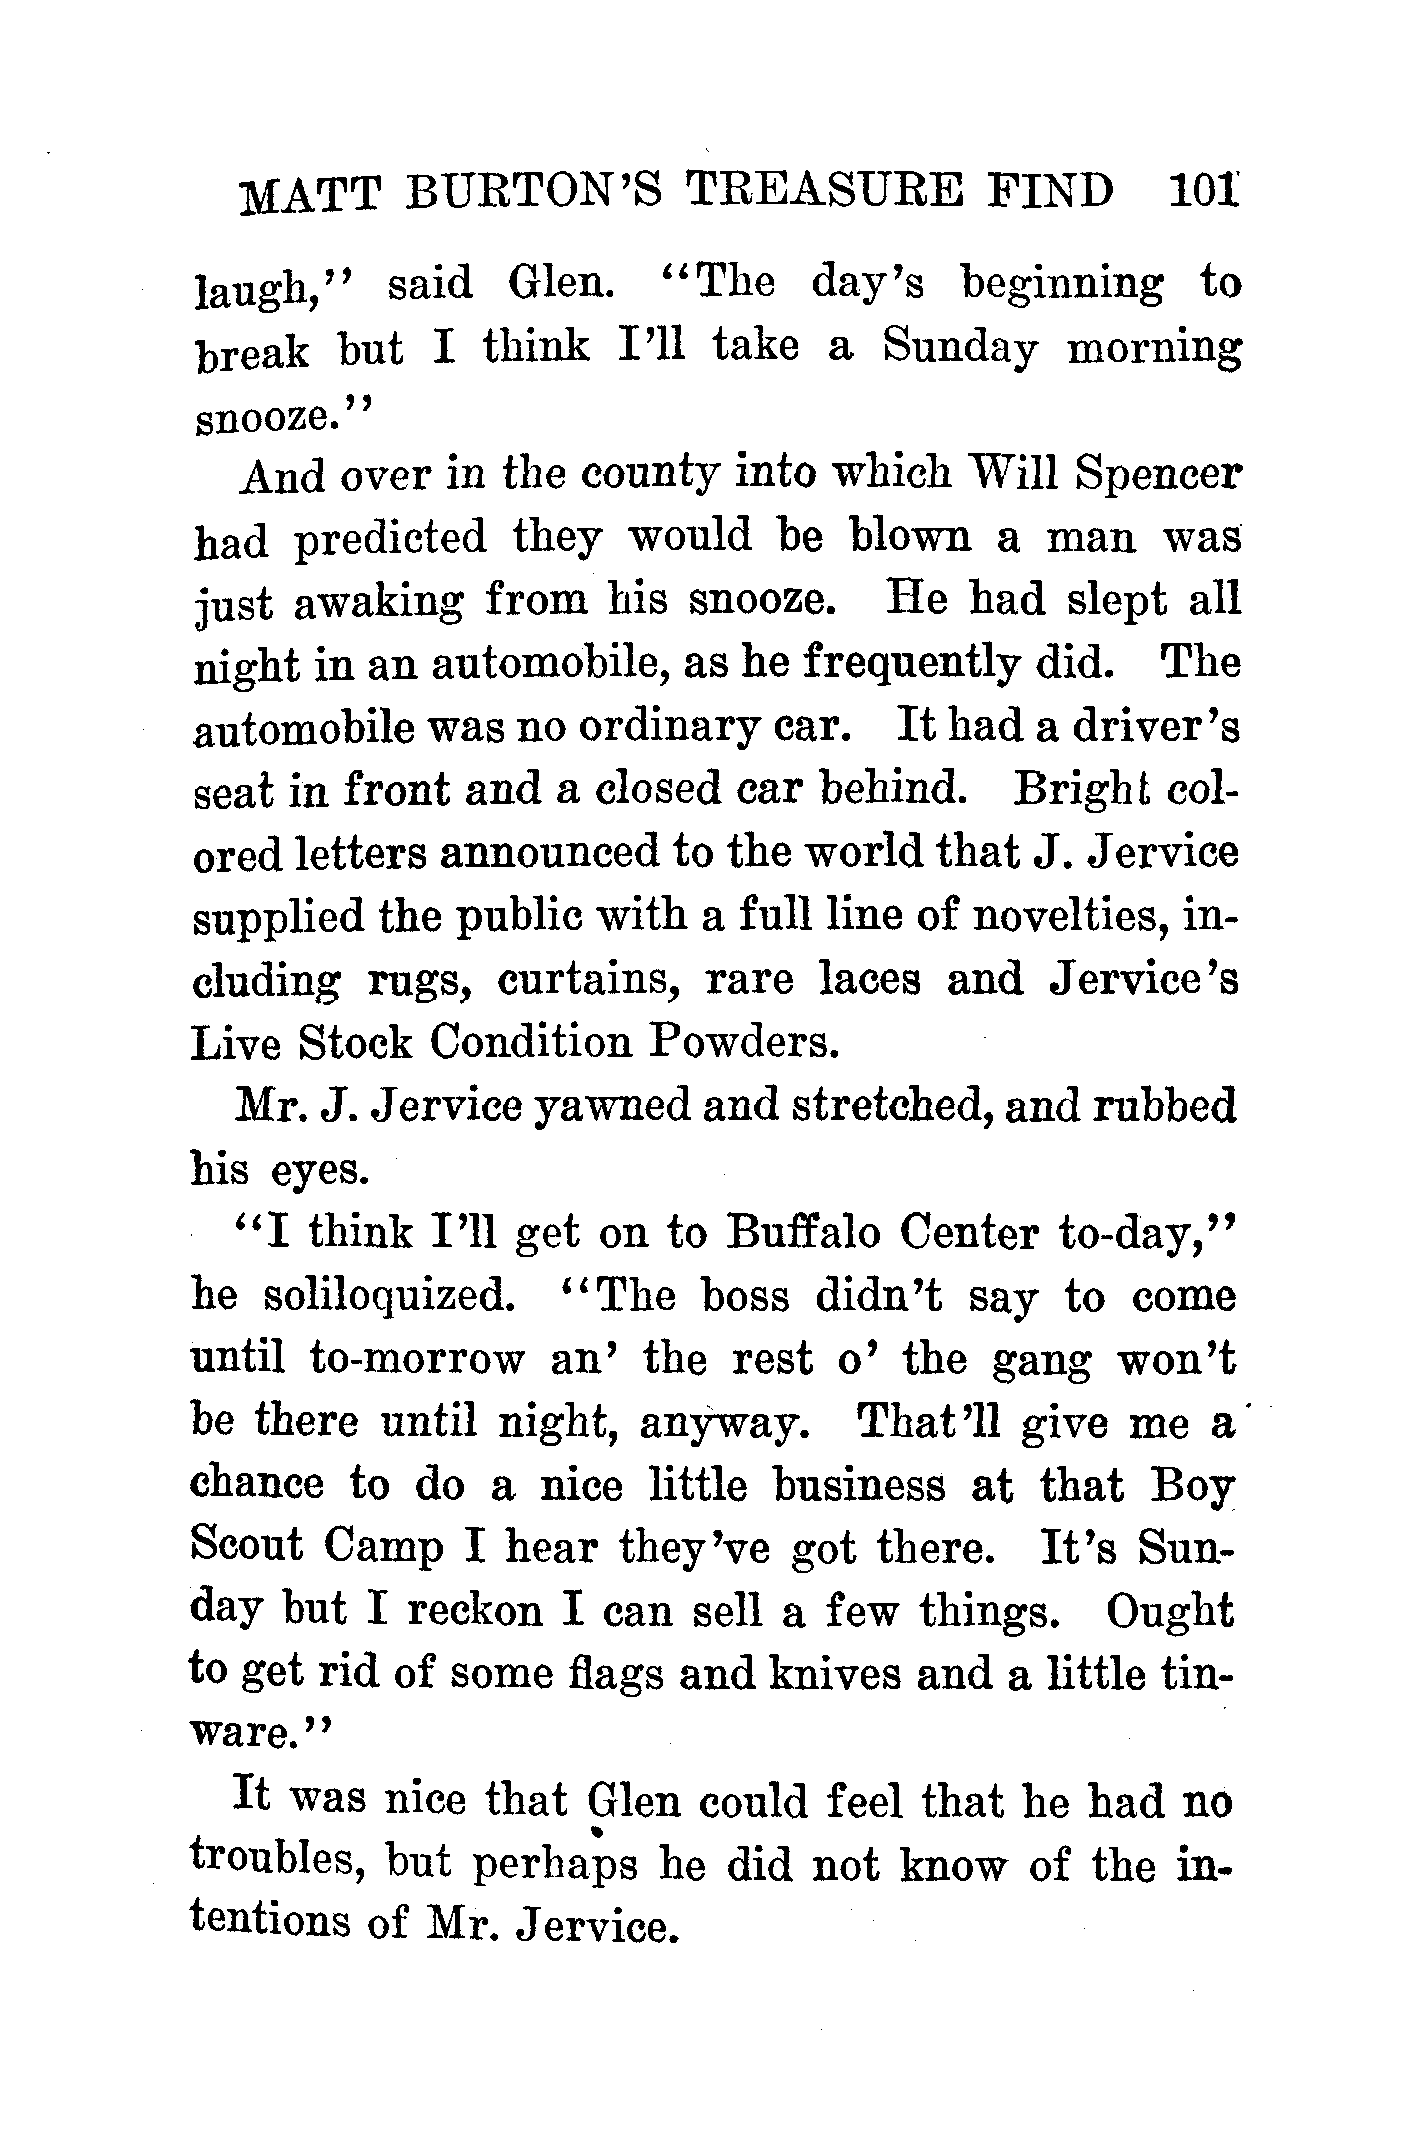 MATT BURTON'S TREASURE FIND 101
laugh," said Glen. "The day's beginning to
break but I think I'll take a Sunday morning
snooze."
And over in the county into which Will Spencer
had predicted they would be blown a man was
just awaking from his snooze. He had slept all
night in an automobile, as he frequently did. The
automobile was no ordinary car. It had a driver's
seat in front and a closed car behind. Bright col-
ored letters announced to the world that J. Jervice
supplied the public with a full line of novelties, in-
cluding rugs, curtains, rare laces and Jervice's
Live Stock Condition Powders.
Mr. J. Jervice yawned and stretched, and rubbed
his eyes.
"I think I'll get on to Buffalo Center to-day,"
he soliloquized. "The boss didn't say to come
until to-morrow an' the rest o' the gang won't
be there until night, anyway. That'll give me a
chance to do a nice little business at that Boy
Scout Camp I hear they've got there. It's Sun-
day but I reckon I can sell a few things. Ought
to get rid of some flags and knives and a little tin-
ware."
It was nice that Glen could feel that he had no
troubles, but perhaps he did not know of the in-
tentions of Mr. Jervice.